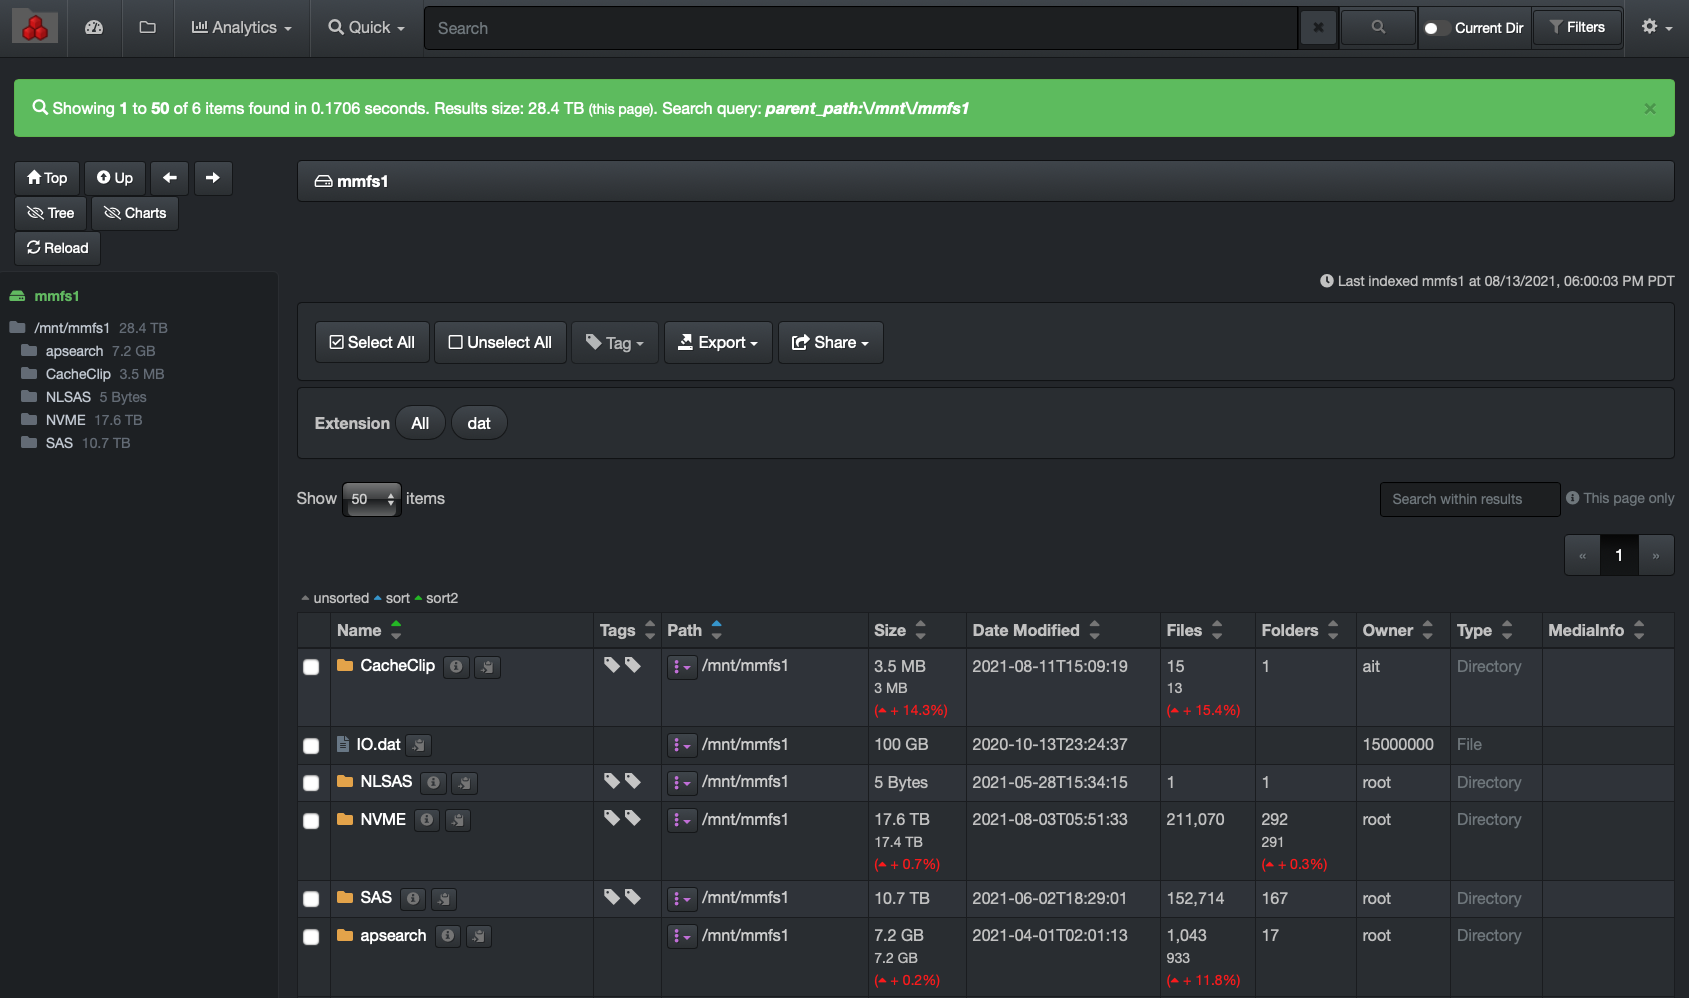 Analytics
Quick
Search
Current Dir
Filters
Showing 1 to 50 of 6 items found in 0.1706 seconds. Results size: 28.4 TB (this page). Search query: parent_path:\/mnt\/mmfs1
×
Top
Up
Tree
Charts
Reload
mmfs1
/mnt/mmfs1 28.4 TB
apsearch 7.2 GB
CacheClip 3.5 MB
NLSAS 5 Bytes
NVME 17.6 TB
SAS 10.7 TB
mmfs1
Last indexed mmfs1 at 08/13/2021, 06:00:03 PM PDT
Select All
Unselect All
Tag
Export
Share
Extension All dat
Show 50 items
Search within results
This page only
« 1 »
unsorted sort sort2
Name Tags Path Size Date Modified Files Folders Owner Type MediaInfo
CacheClip /mnt/mmfs1 3.5 MB 2021-08-11T15:09:19 15 1 ait Directory
3 MB 13
(+ 14.3%) (+ 15.4%)
IO.dat /mnt/mmfs1 100 GB 2020-10-13T23:24:37 15000000 File
NLSAS /mnt/mmfs1 5 Bytes 2021-05-28T15:34:15 1 1 root Directory
NVME /mnt/mmfs1 17.6 TB 2021-08-03T05:51:33 211,070 292 root Directory
17.4 TB 291
(+ 0.7%) (+ 0.3%)
SAS /mnt/mmfs1 10.7 TB 2021-06-02T18:29:01 152,714 167 root Directory
apsearch /mnt/mmfs1 7.2 GB 2021-04-01T02:01:13 1,043 17 root Directory
7.2 GB 933
(+ 0.2%) (+ 11.8%)